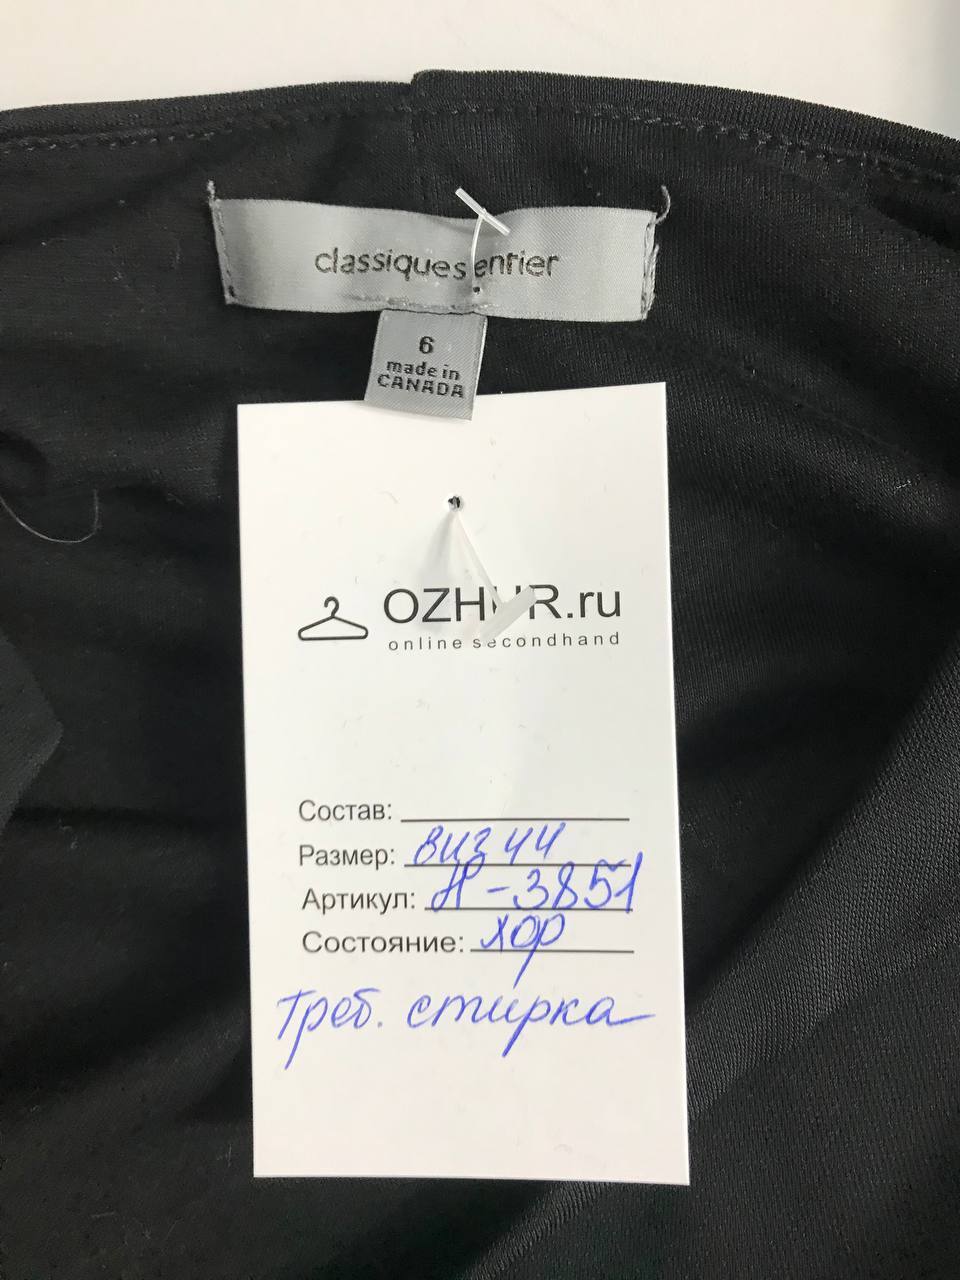 classiques entier
6
made in
CANADA
OZHUR.ru
online secondhand
Состав:
Размер: виз 44
Артикул: Н-3851
Состояние: хор
треб. стирка